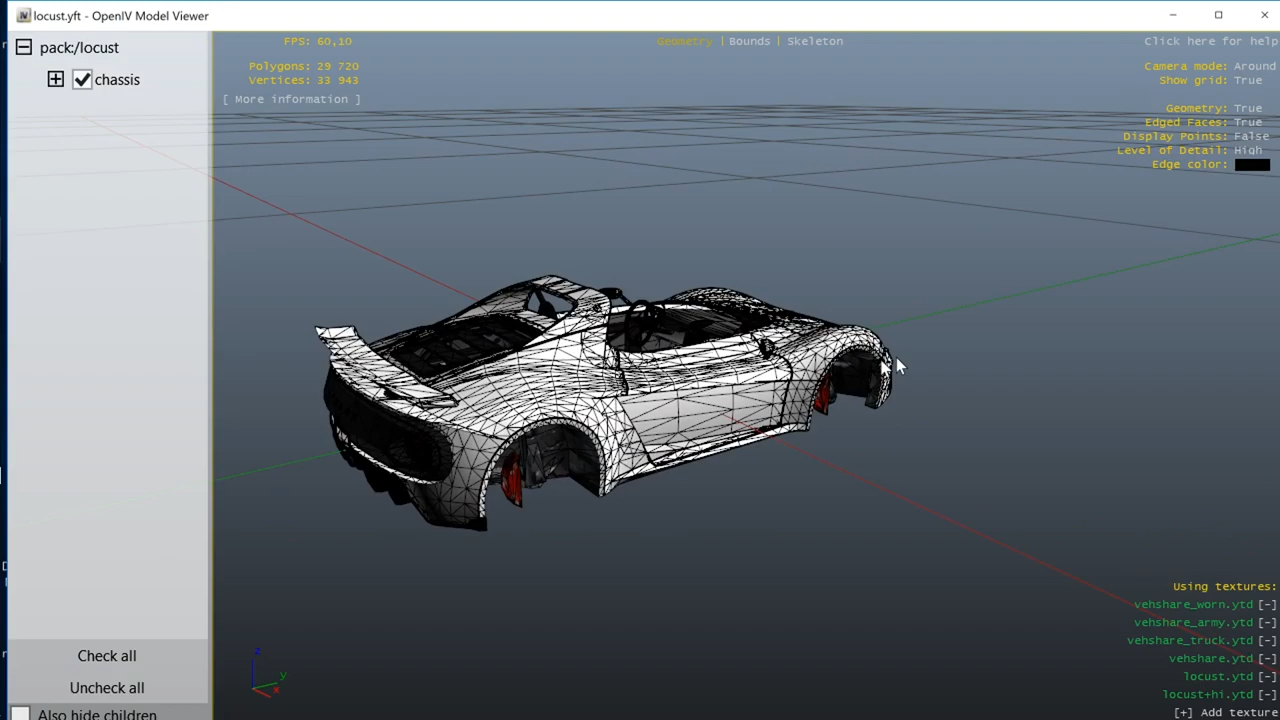 locust.yft - OpenIV Model Viewer
pack:/locust
chassis
FPS: 60,10
Polygons: 29 720
Vertices: 33 943
[ More information ]
Geometry | Bounds | Skeleton
Click here for help
Camera mode: Around
Show grid: True
Geometry: True
Edged Faces: True
Display Points: False
Level of Detail: High
Edge color:
z
y
x
Using textures:
vehshare_worn.ytd [-]
vehshare_army.ytd [-]
vehshare_truck.ytd [-]
vehshare.ytd [-]
locust.ytd [-]
locust+hi.ytd [-]
[+] Add texture
Check all
Uncheck all
Also hide children